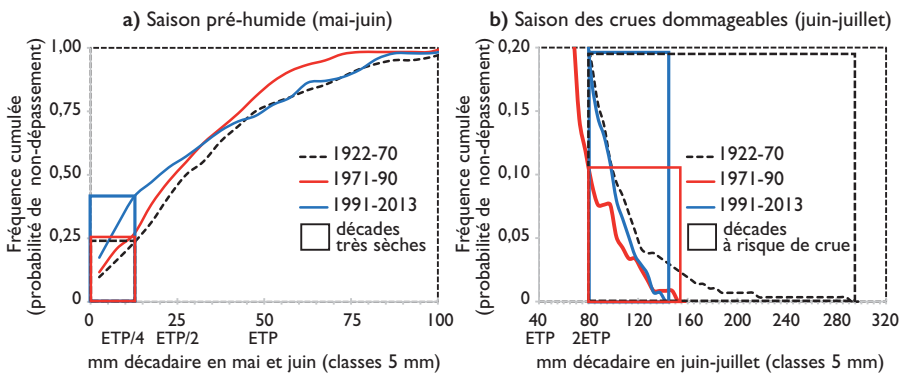 a) Saison pré-humide (mai-juin)
Fréquence cumulée
(probabilité de non-dépassement)
1,00
0,75
0,50
0,25
0
1922-70
1971-90
1991-2013
décades
très sèches
0 25 50 75 100
ETP/4 ETP/2 ETP
mm décadaire en mai et juin (classes 5 mm)
b) Saison des crues dommageables (juin-juillet)
Fréquence cumulée
(probabilité de non-dépassement)
0,20
0,15
0,10
0,05
0
1922-70
1971-90
1991-2013
décades
à risque de crue
40 80 120 160 200 240 280 320
ETP 2ETP
mm décadaire en juin-juillet (classes 5 mm)